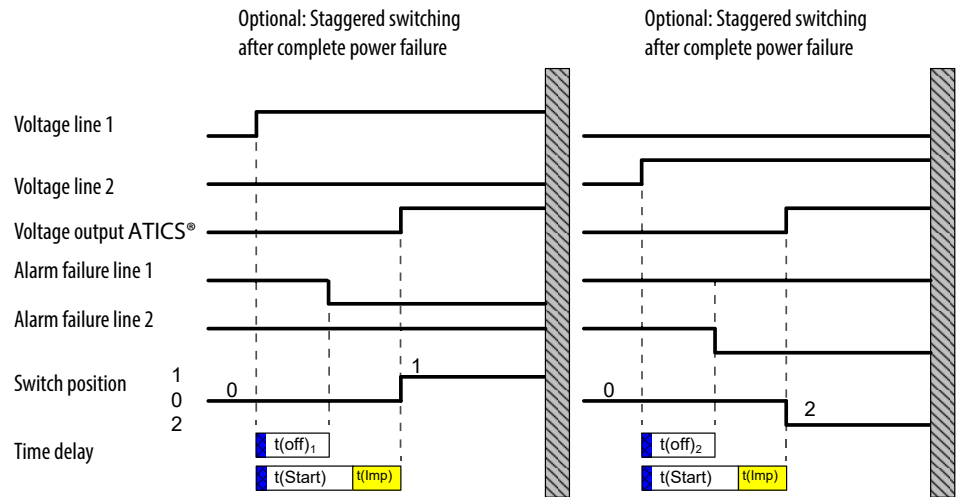 Optional: Staggered switching
after complete power failure
Optional: Staggered switching
after complete power failure
Voltage line 1
Voltage line 2
Voltage output ATICS®
Alarm failure line 1
Alarm failure line 2
Switch position
1
0
2
0
1
0
2
Time delay
t(off)₁
t(Start)
t(Imp)
t(off)₂
t(Start)
t(Imp)